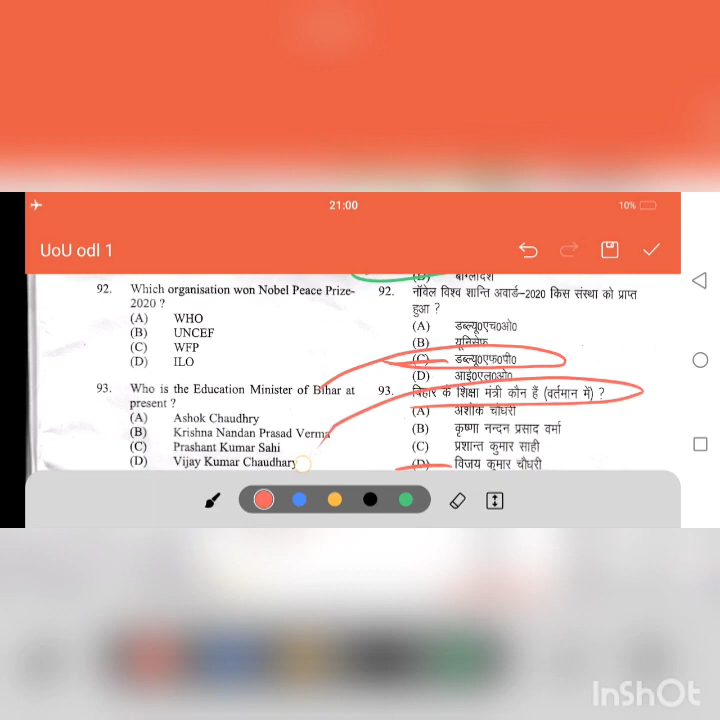 21:00
10%
UoU odl 1
(D) बांग्लादेश
92. Which organisation won Nobel Peace Prize-
2020 ?
(A) WHO
(B) UNCEF
(C) WFP
(D) ILO
93. Who is the Education Minister of Bihar at
present ?
(A) Ashok Chaudhry
(B) Krishna Nandan Prasad Verma
(C) Prashant Kumar Sahi
(D) Vijay Kumar Chaudhary
92. नॉवेल विश्व शान्ति अवार्ड–2020 किस संस्था को प्राप्त
हुआ ?
(A) डब्ल्यू०एच०ओ०
(B) यूनिसेफ
(C) डब्ल्यू०एफ०पी०
(D) आई०एल०ओ०
93. बिहार के शिक्षा मंत्री कौन हैं (वर्तमान में) ?
(A) अशोक चौधरी
(B) कृष्णा नन्दन प्रसाद वर्मा
(C) प्रशान्त कुमार साही
(D) विजय कुमार चौधरी
InShOt